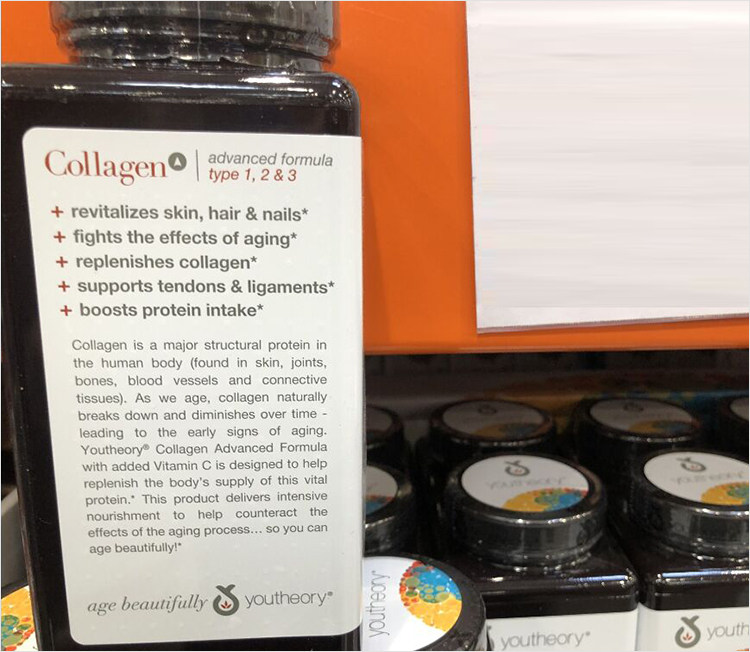 Collagen A
advanced formula
type 1, 2 & 3
+ revitalizes skin, hair & nails*
+ fights the effects of aging*
+ replenishes collagen*
+ supports tendons & ligaments*
+ boosts protein intake*
Collagen is a major structural protein in
the human body (found in skin, joints,
bones, blood vessels and connective
tissues). As we age, collagen naturally
breaks down and diminishes over time -
leading to the early signs of aging.
Youtheory® Collagen Advanced Formula
with added Vitamin C is designed to help
replenish the body's supply of this vital
protein.* This product delivers intensive
nourishment to help counteract the
effects of the aging process... so you can
age beautifully!*
age beautifully youtheory®
youtheory
youtheory
youtheory®
youtheory®
youth